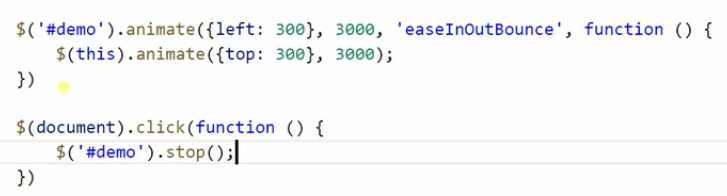 $('#demo').animate({left: 300}, 3000, 'easeInOutBounce', function () {
    $(this).animate({top: 300}, 3000);
})
$(document).click(function () {
    $('#demo').stop();
})